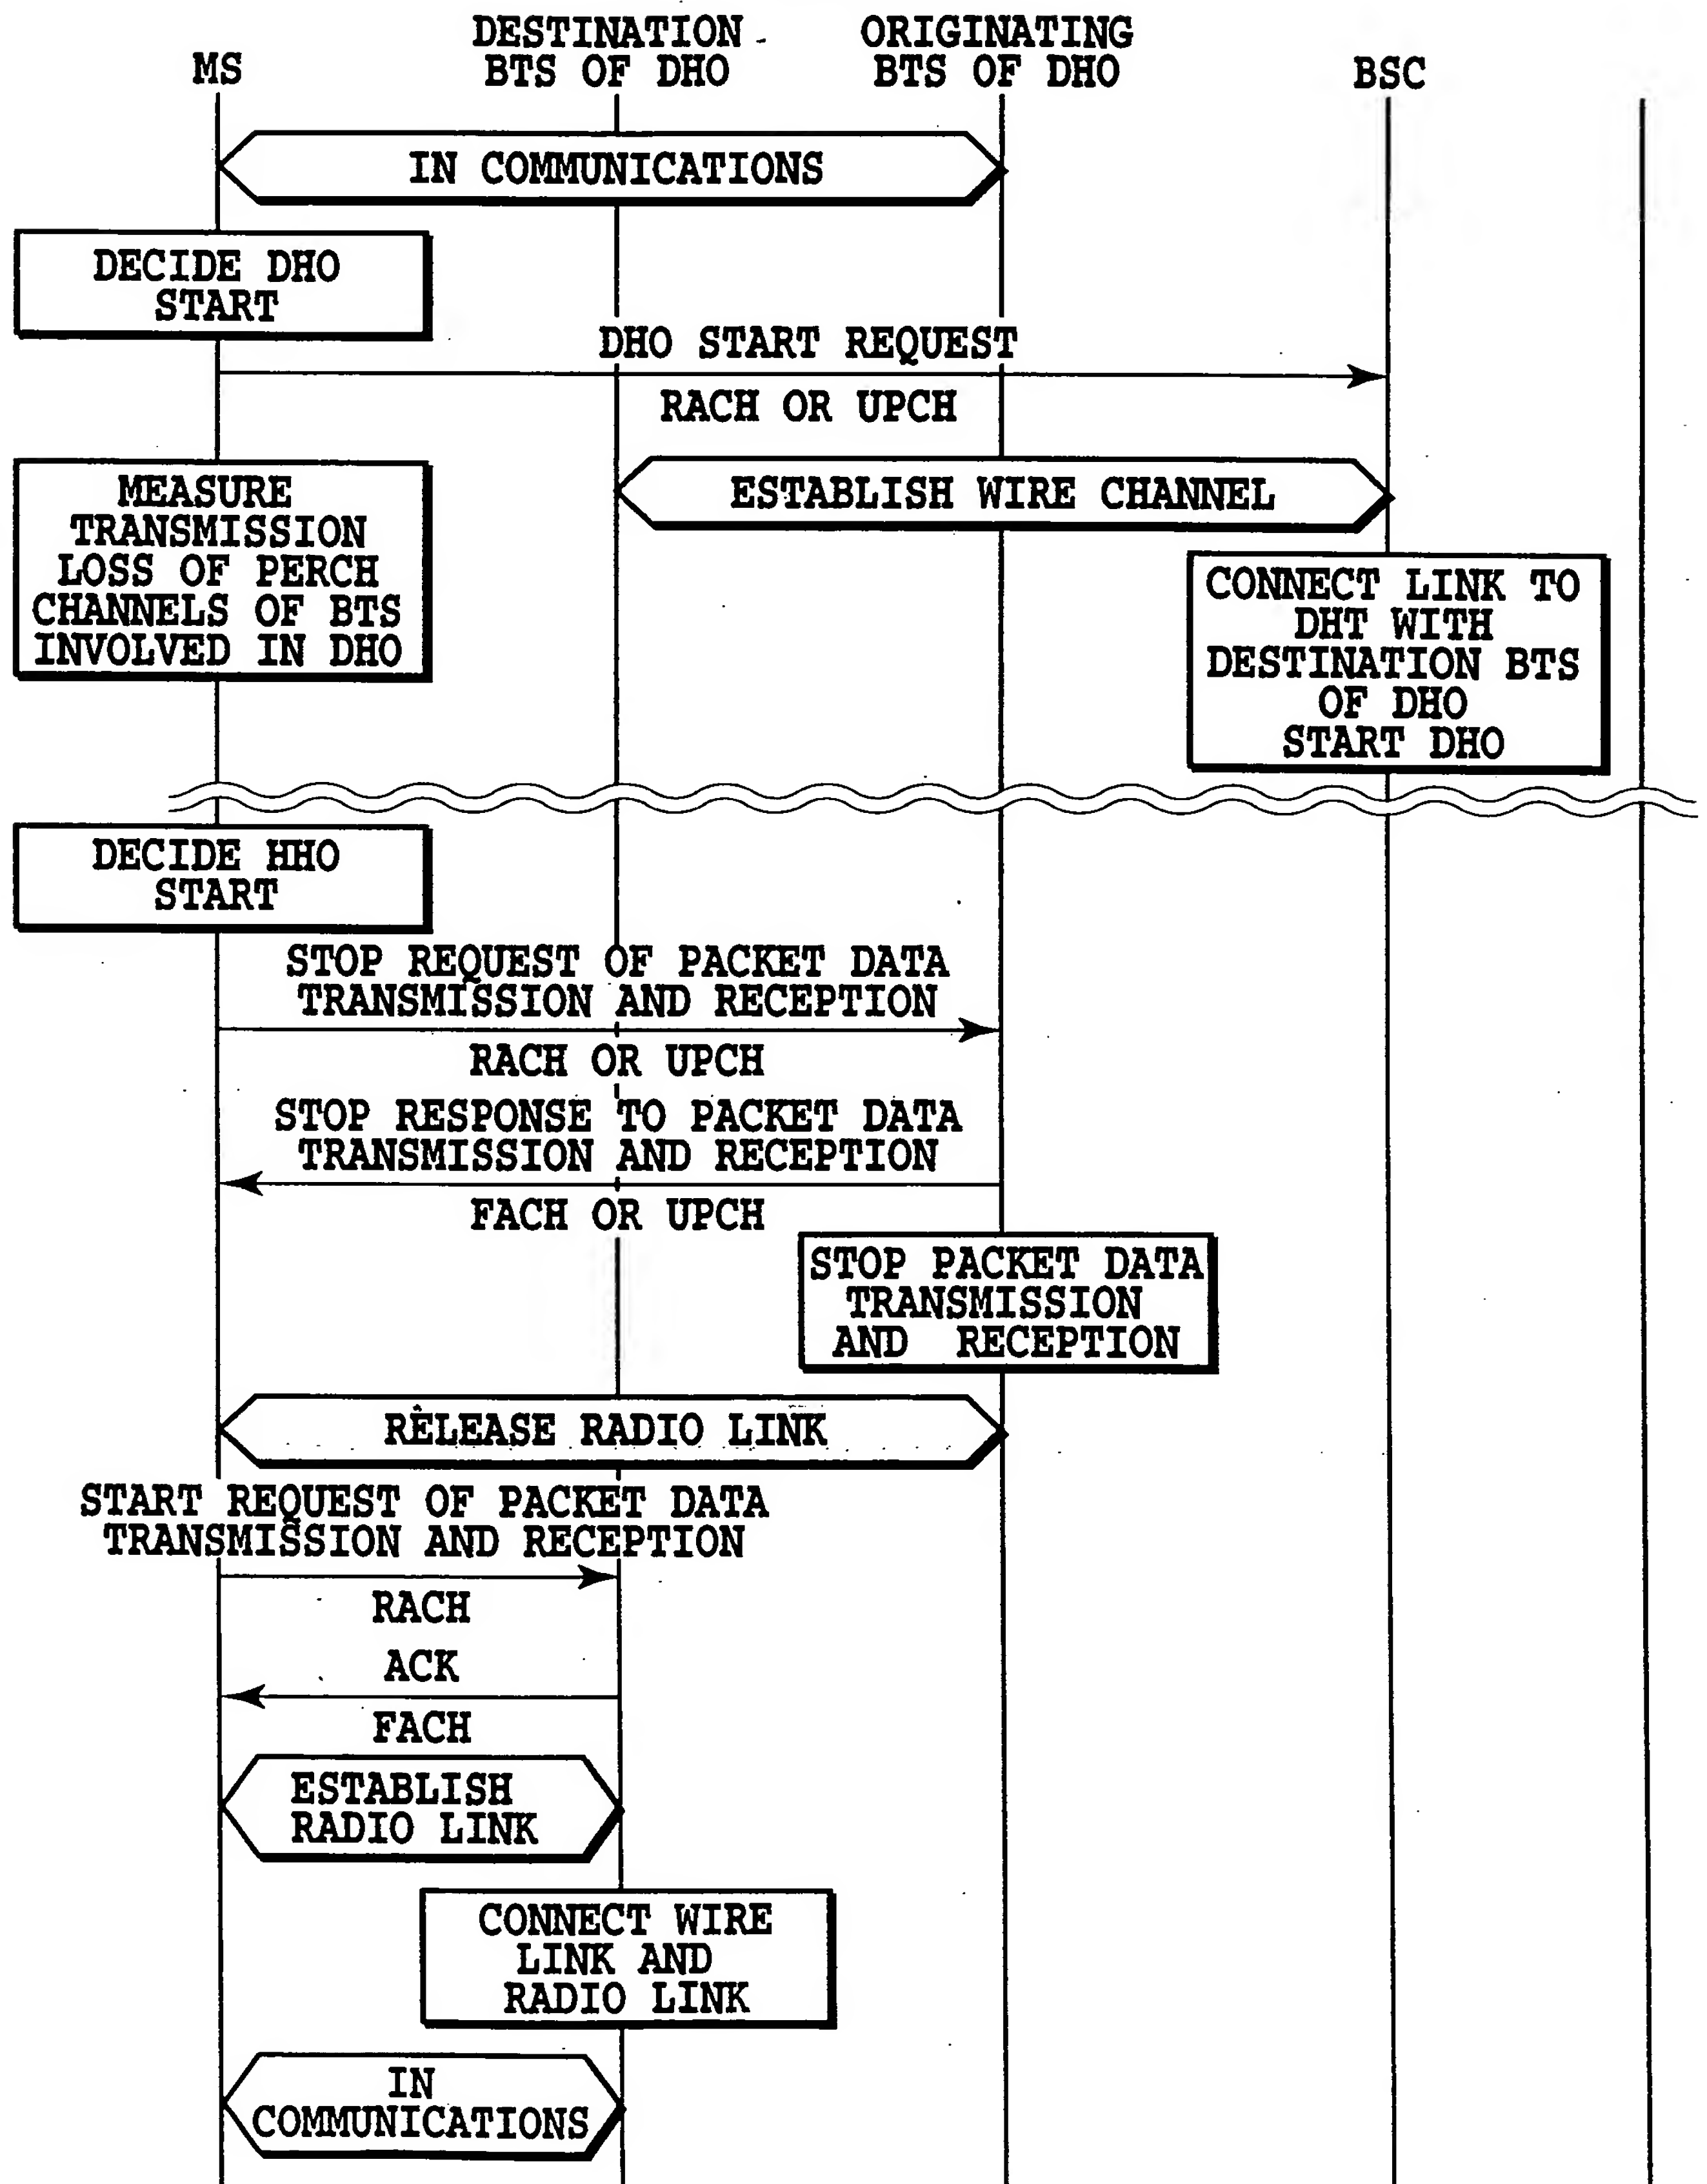 MS
DESTINATION
BTS OF DHO
ORIGINATING
BTS OF DHO
BSC
IN COMMUNICATIONS
DECIDE DHO
START
DHO START REQUEST
RACH OR UPCH
MEASURE
TRANSMISSION
LOSS OF PERCH
CHANNELS OF BTS
INVOLVED IN DHO
ESTABLISH WIRE CHANNEL
CONNECT LINK TO
DHT WITH
DESTINATION BTS
OF DHO
START DHO
DECIDE HHO
START
STOP REQUEST OF PACKET DATA
TRANSMISSION AND RECEPTION
RACH OR UPCH
STOP RESPONSE TO PACKET DATA
TRANSMISSION AND RECEPTION
FACH OR UPCH
STOP PACKET DATA
TRANSMISSION
AND RECEPTION
RELEASE RADIO LINK
START REQUEST OF PACKET DATA
TRANSMISSION AND RECEPTION
RACH
ACK
FACH
ESTABLISH
RADIO LINK
CONNECT WIRE
LINK AND
RADIO LINK
IN
COMMUNICATIONS